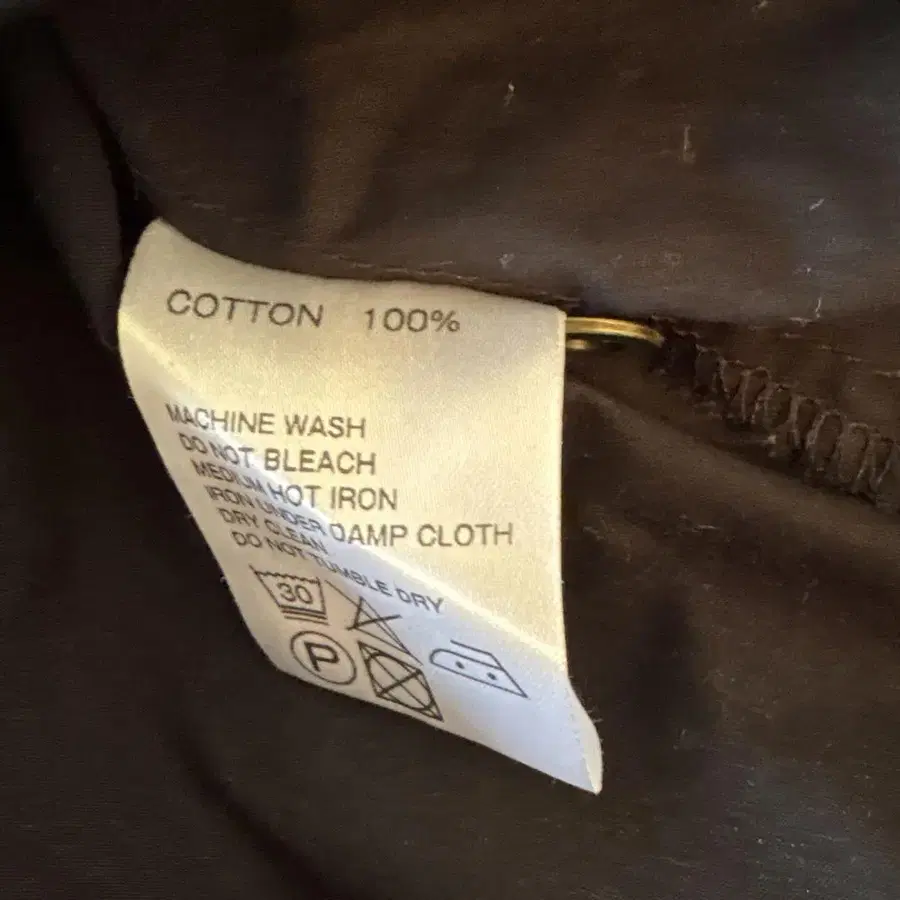 COTTON 100%
MACHINE WASH
DO NOT BLEACH
MEDIUM HOT IRON
IRON UNDER DAMP CLOTH
DRY CLEAN
DO NOT TUMBLE DRY
30
P